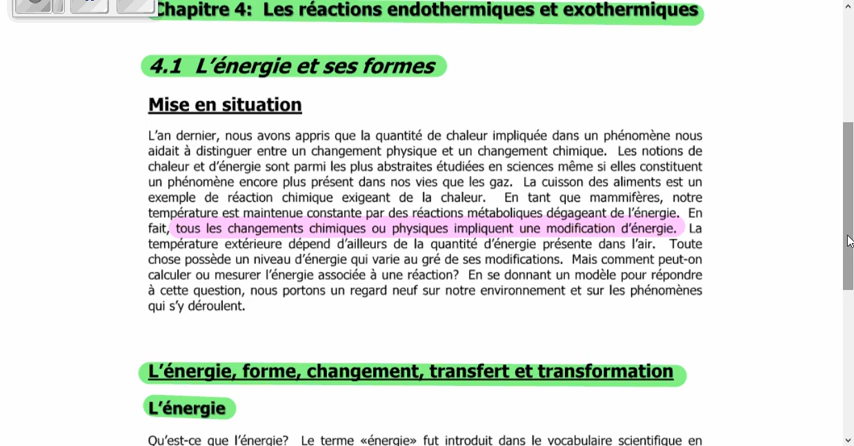 Chapitre 4: Les réactions endothermiques et exothermiques
4.1 L'énergie et ses formes
Mise en situation
L'an dernier, nous avons appris que la quantité de chaleur impliquée dans un phénomène nous
aidait à distinguer entre un changement physique et un changement chimique. Les notions de
chaleur et d'énergie sont parmi les plus abstraites étudiées en sciences même si elles constituent
un phénomène encore plus présent dans nos vies que les gaz. La cuisson des aliments est un
exemple de réaction chimique exigeant de la chaleur. En tant que mammifères, notre
température est maintenue constante par des réactions métaboliques dégageant de l'énergie. En
fait, tous les changements chimiques ou physiques impliquent une modification d'énergie. La
température extérieure dépend d'ailleurs de la quantité d'énergie présente dans l'air. Toute
chose possède un niveau d'énergie qui varie au gré de ses modifications. Mais comment peut-on
calculer ou mesurer l'énergie associée à une réaction? En se donnant un modèle pour répondre
à cette question, nous portons un regard neuf sur notre environnement et sur les phénomènes
qui s'y déroulent.
L'énergie, forme, changement, transfert et transformation
L'énergie
Qu'est-ce que l'énergie? Le terme «énergie» fut introduit dans le vocabulaire scientifique en